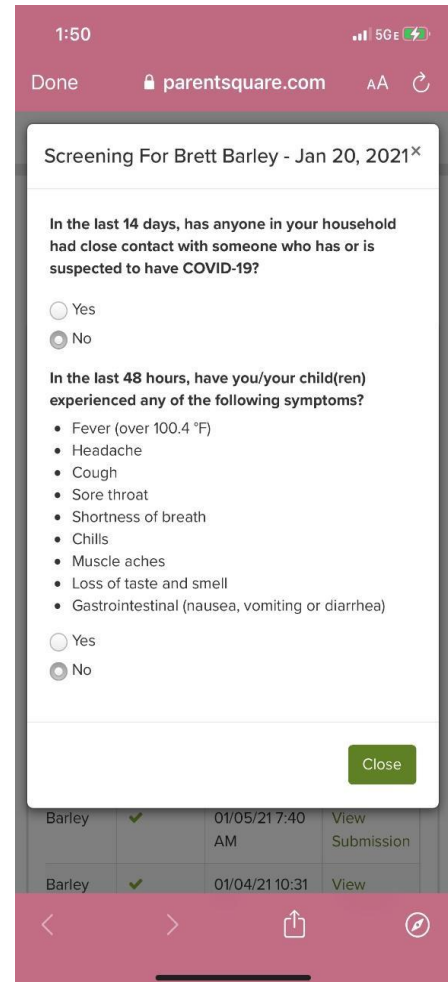 1:50
5GE
Done parentsquare.com AA
Screening For Brett Barley - Jan 20, 2021 ×
In the last 14 days, has anyone in your household
had close contact with someone who has or is
suspected to have COVID-19?
Yes
No
In the last 48 hours, have you/your child(ren)
experienced any of the following symptoms?
• Fever (over 100.4 °F)
• Headache
• Cough
• Sore throat
• Shortness of breath
• Chills
• Muscle aches
• Loss of taste and smell
• Gastrointestinal (nausea, vomiting or diarrhea)
Yes
No
Close
Barley 01/05/21 7:40 View
AM Submission
Barley 01/04/21 10:31 View